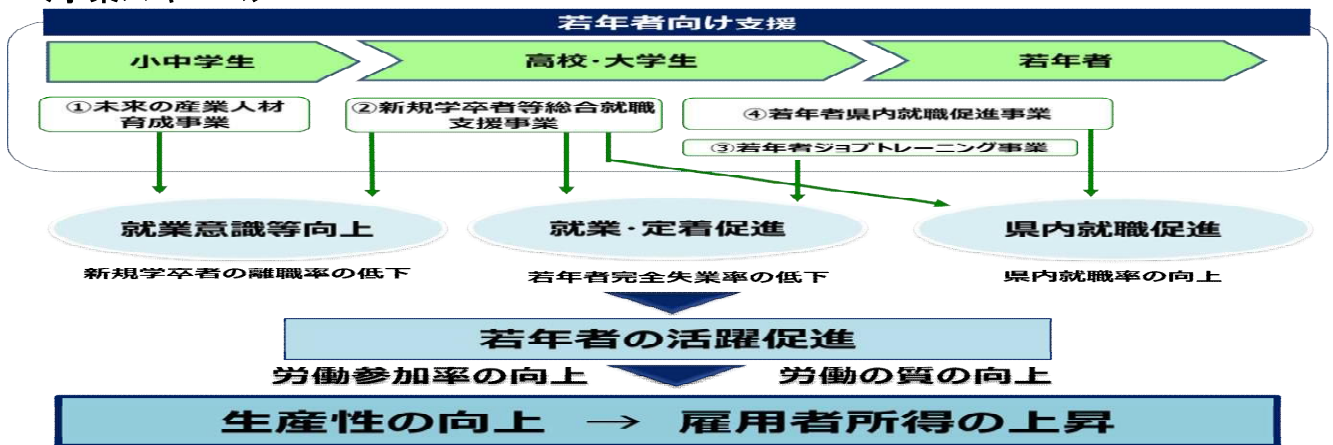 若年者向け支援
小中学生
高校・大学生
若年者
①未来の産業人材
育成事業
②新規学卒者等総合就職
支援事業
④若年者県内就職促進事業
③若年者ジョブトレーニング事業
就業意識等向上
就業・定着促進
県内就職促進
新規学卒者の離職率の低下
若年者完全失業率の低下
県内就職率の向上
若年者の活躍促進
労働参加率の向上
労働の質の向上
生産性の向上 → 雇用者所得の上昇